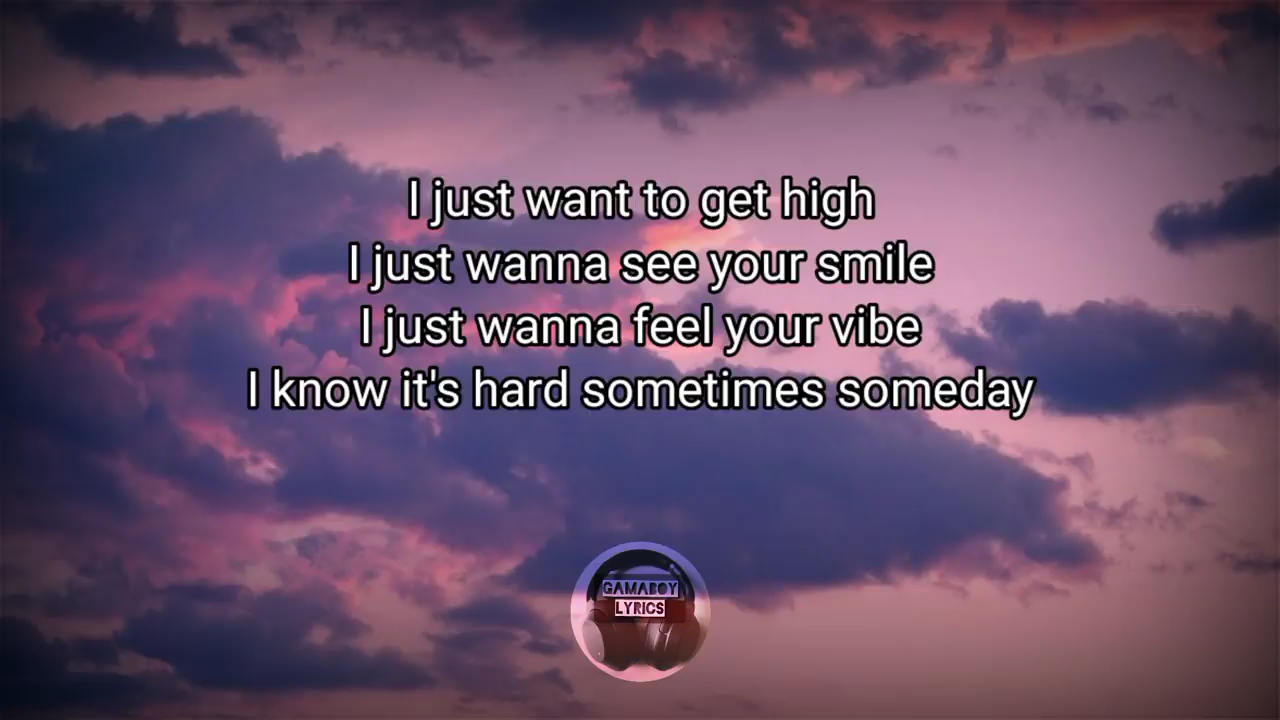 I just want to get high
I just wanna see your smile
I just wanna feel your vibe
I know it's hard sometimes someday
GAMABOY
LYRICS